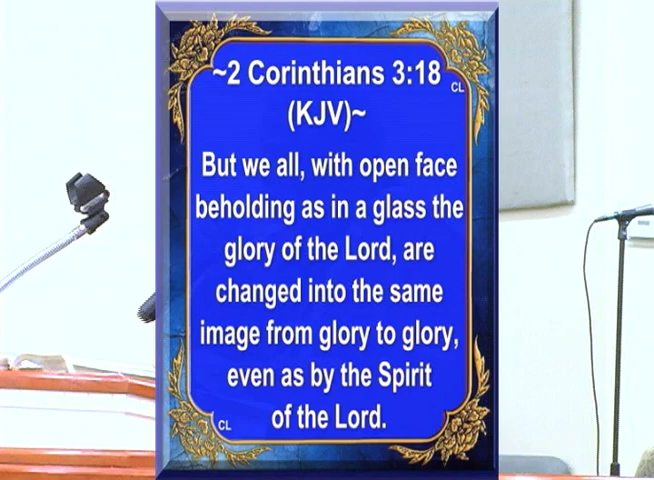 ~2 Corinthians 3:18
CL
(KJV)~
But we all, with open face
beholding as in a glass the
glory of the Lord, are
changed into the same
image from glory to glory,
even as by the Spirit
of the Lord.
CL